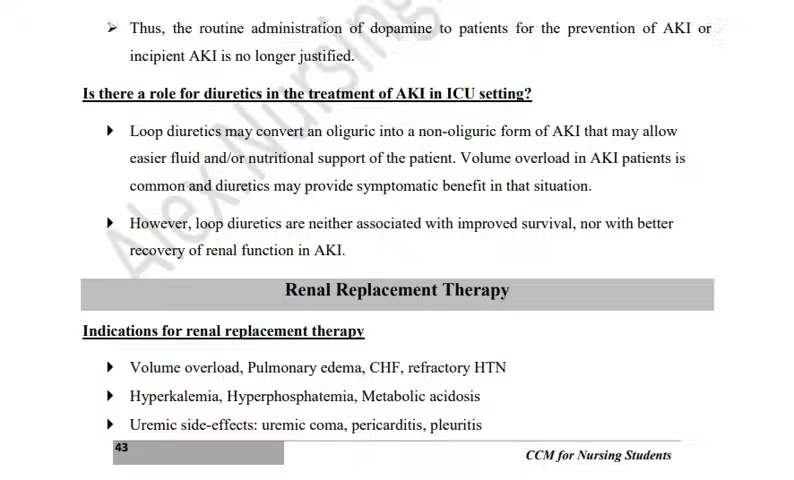 ➢ Thus, the routine administration of dopamine to patients for the prevention of AKI or
incipient AKI is no longer justified.
Is there a role for diuretics in the treatment of AKI in ICU setting?
Loop diuretics may convert an oliguric into a non-oliguric form of AKI that may allow
easier fluid and/or nutritional support of the patient. Volume overload in AKI patients is
common and diuretics may provide symptomatic benefit in that situation.
However, loop diuretics are neither associated with improved survival, nor with better
recovery of renal function in AKI.
Renal Replacement Therapy
Indications for renal replacement therapy
Volume overload, Pulmonary edema, CHF, refractory HTN
Hyperkalemia, Hyperphosphatemia, Metabolic acidosis
Uremic side-effects: uremic coma, pericarditis, pleuritis
43
CCM for Nursing Students
Alex Nursing